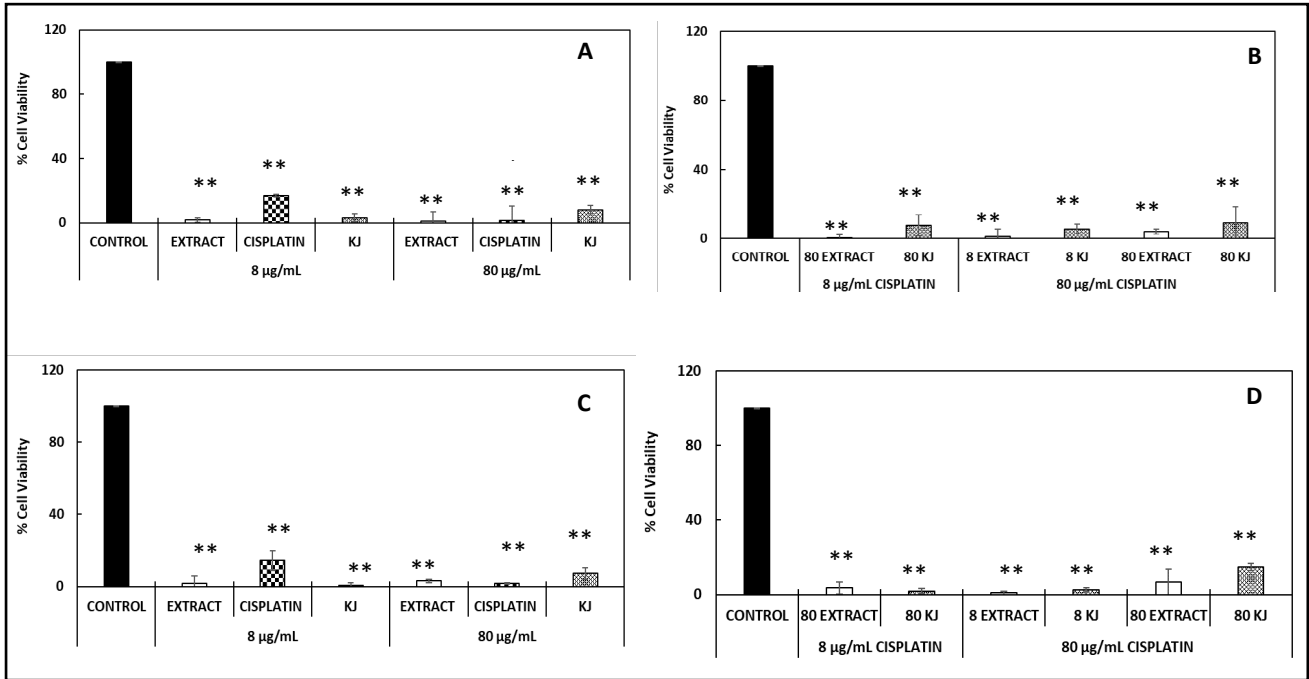 A
% Cell Viability
120
80
40
0
**
**
**
**
**
**
CONTROL
EXTRACT
CISPLATIN
KJ
EXTRACT
CISPLATIN
KJ
8 µg/mL
80 µg/mL
B
% Cell Viability
120
80
40
0
**
**
**
**
**
**
CONTROL
80 EXTRACT
80 KJ
8 EXTRACT
8 KJ
80 EXTRACT
80 KJ
8 µg/mL CISPLATIN
80 µg/mL CISPLATIN
C
% Cell Viability
120
80
40
0
**
**
**
**
**
**
CONTROL
EXTRACT
CISPLATIN
KJ
EXTRACT
CISPLATIN
KJ
8 µg/mL
80 µg/mL
D
% Cell Viability
120
80
40
0
**
**
**
**
**
**
CONTROL
80 EXTRACT
80 KJ
8 EXTRACT
8 KJ
80 EXTRACT
80 KJ
8 µg/mL CISPLATIN
80 µg/mL CISPLATIN